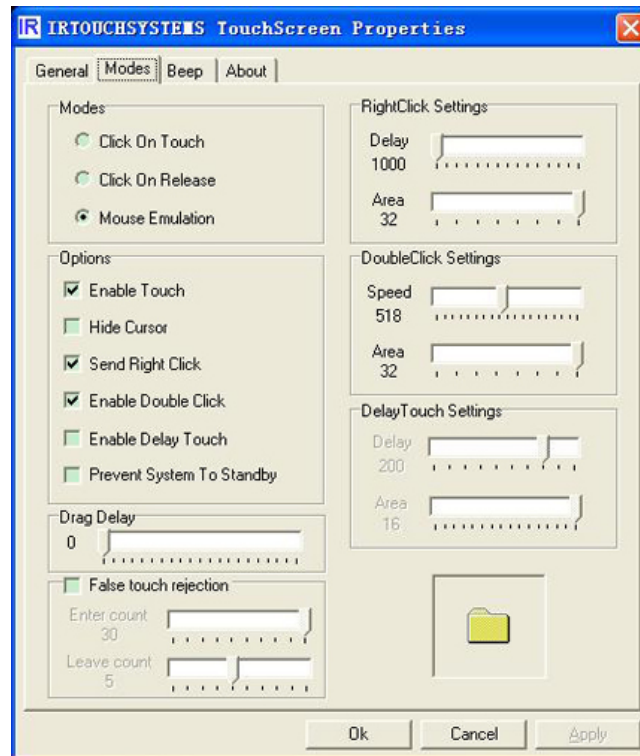 IR IRTOUCHSYSTEMS TouchScreen Properties
General Modes Beep About
Modes
Click On Touch
Click On Release
Mouse Emulation
Options
Enable Touch
Hide Cursor
Send Right Click
Enable Double Click
Enable Delay Touch
Prevent System To Standby
Drag Delay
0
False touch rejection
Enter count
30
Leave count
5
RightClick Settings
Delay
1000
Area
32
DoubleClick Settings
Speed
518
Area
32
DelayTouch Settings
Delay
200
Area
16
Ok Cancel Apply